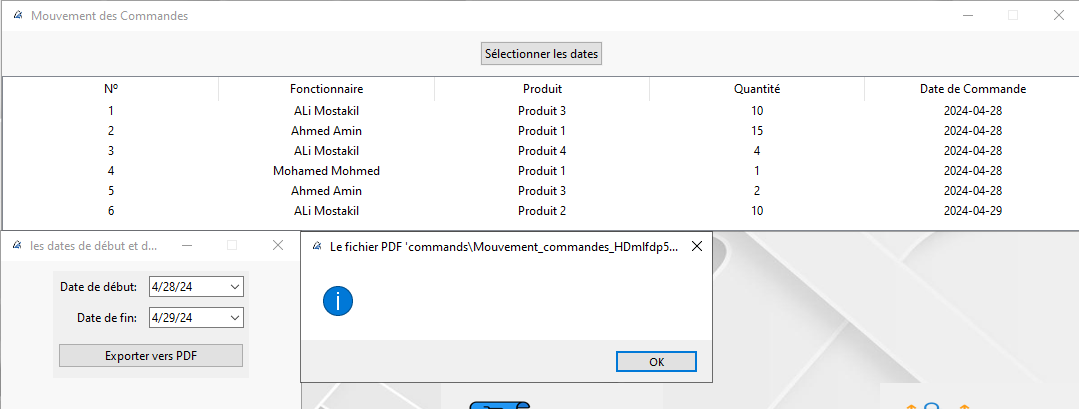 Mouvement des Commandes
Sélectionner les dates
Nº Fonctionnaire Produit Quantité Date de Commande
1 ALi Mostakil Produit 3 10 2024-04-28
2 Ahmed Amin Produit 1 15 2024-04-28
3 ALi Mostakil Produit 4 4 2024-04-28
4 Mohamed Mohmed Produit 1 1 2024-04-28
5 Ahmed Amin Produit 3 2 2024-04-28
6 ALi Mostakil Produit 2 10 2024-04-29
les dates de début et d...
Date de début: 4/28/24
Date de fin: 4/29/24
Exporter vers PDF
Le fichier PDF 'commands\Mouvement_commandes_HDmIfdp5...
OK